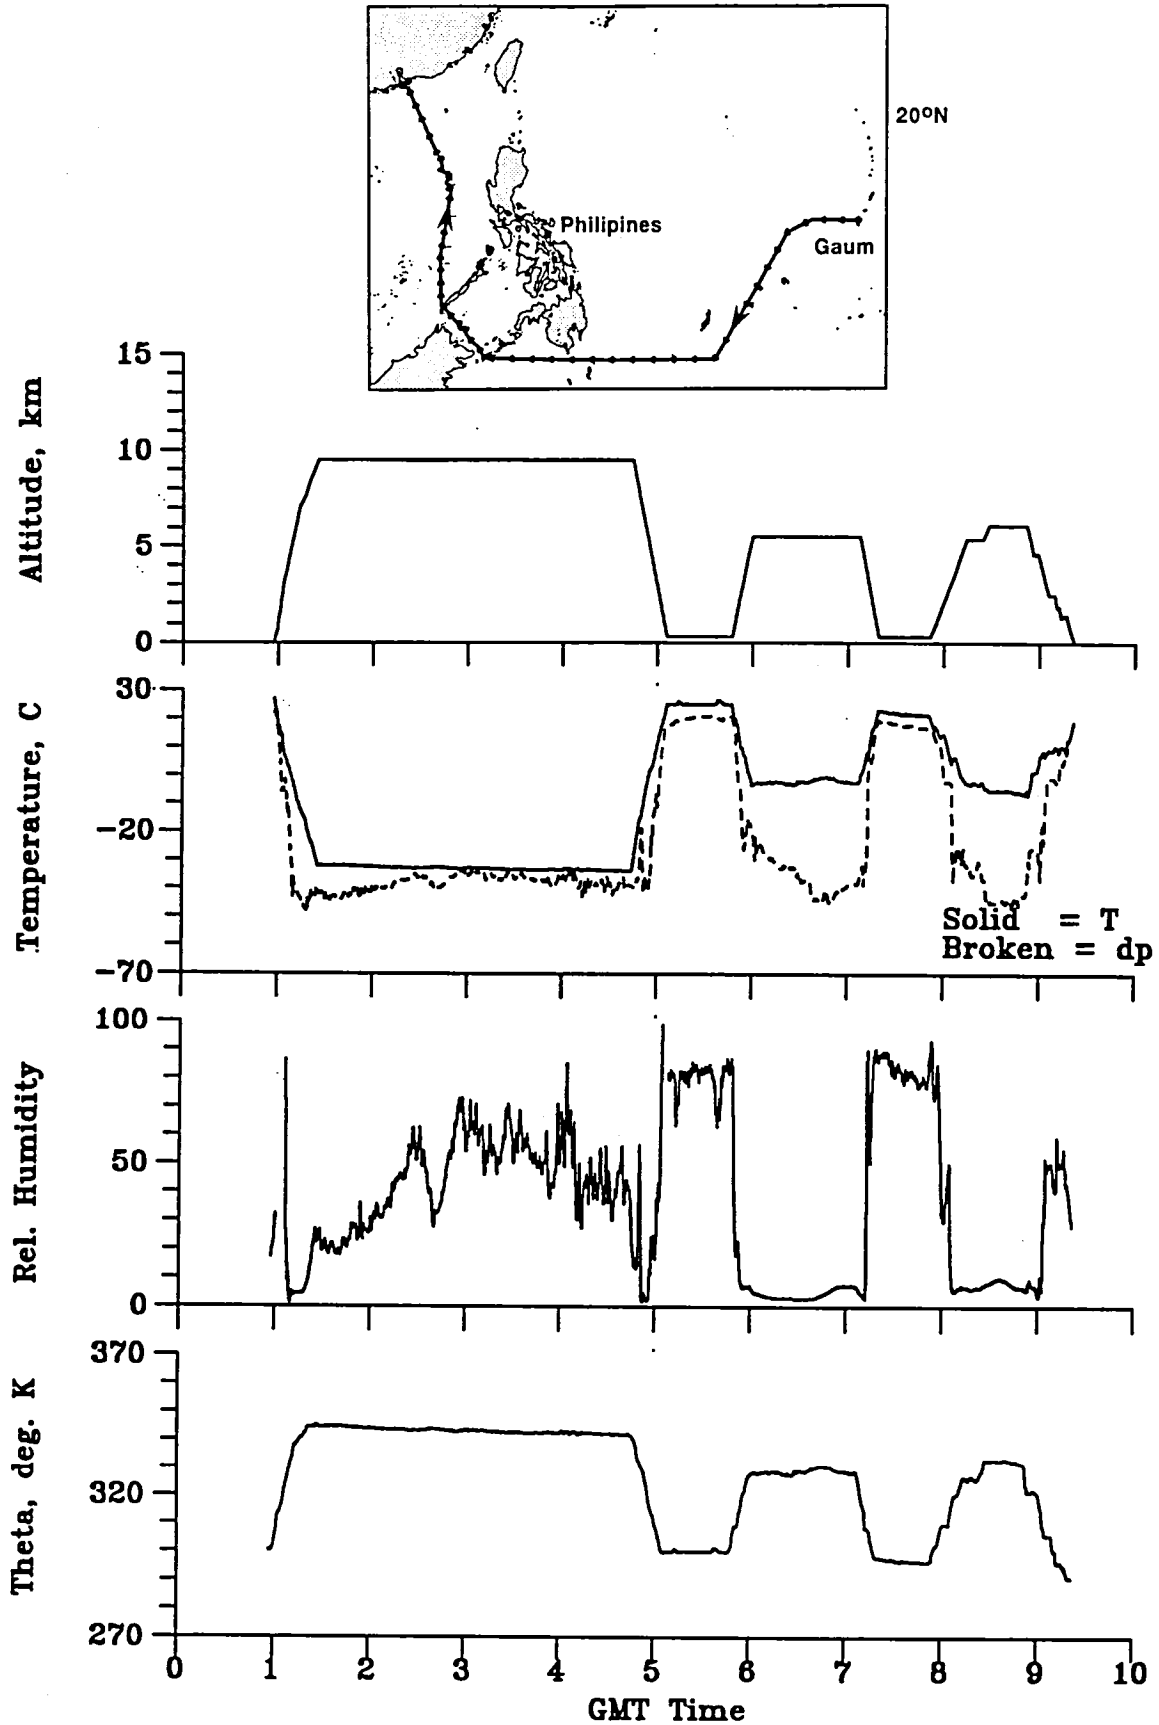 20ºN
Philipines
Gaum
15
10
5
0
Altitude, km
30
-20
-70
Temperature, C
Solid = T
Broken = dp
100
50
0
Rel. Humidity
370
320
270
Theta, deg. K
0 1 2 3 4 5 6 7 8 9 10
GMT Time